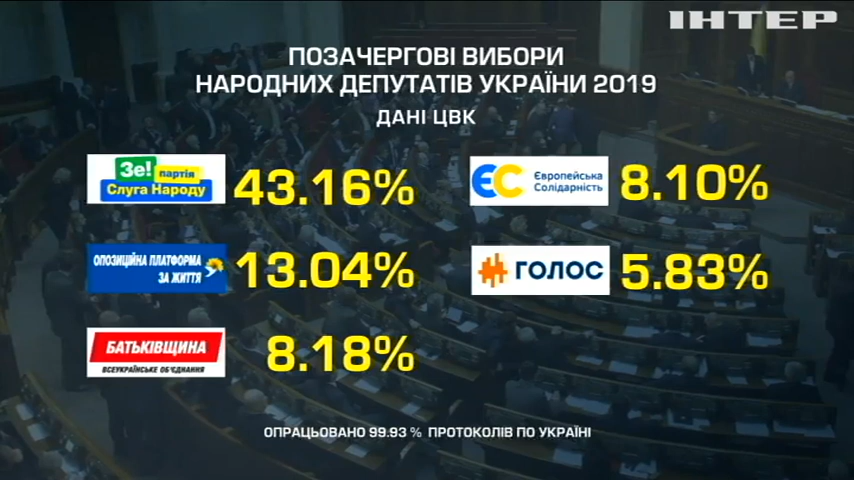 ІНТЕР
ПОЗАЧЕРГОВІ ВИБОРИ
НАРОДНИХ ДЕПУТАТІВ УКРАЇНИ 2019
ДАНІ ЦВК
Зе! партія
Слуга Народу
43.16%
ОПОЗИЦІЙНА ПЛАТФОРМА
ЗА ЖИТТЯ
13.04%
БАТЬКІВЩИНА
ВСЕУКРАЇНСЬКЕ ОБ'ЄДНАННЯ
8.18%
ЄС Європейська
Солідарність
8.10%
ГОЛОС
5.83%
ОПРАЦЬОВАНО 99.93 % ПРОТОКОЛІВ ПО УКРАЇНІ